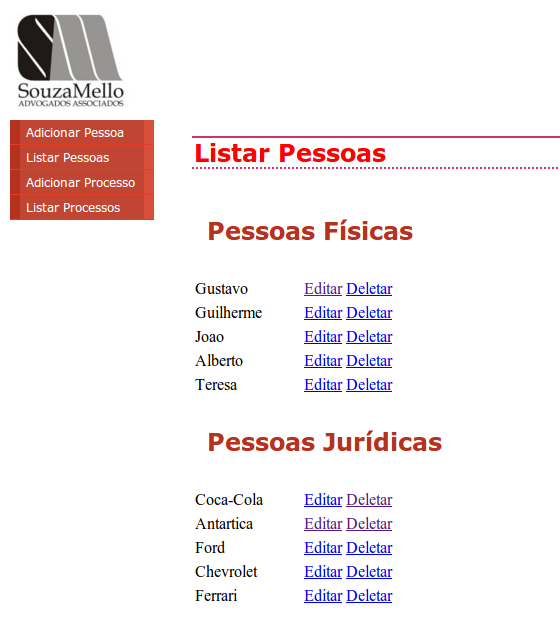 SouzaMello
ADVOGADOS ASSOCIADOS
Adicionar Pessoa
Listar Pessoas
Adicionar Processo
Listar Processos
Listar Pessoas
Pessoas Físicas
Gustavo Editar Deletar
Guilherme Editar Deletar
Joao Editar Deletar
Alberto Editar Deletar
Teresa Editar Deletar
Pessoas Jurídicas
Coca-Cola Editar Deletar
Antartica Editar Deletar
Ford Editar Deletar
Chevrolet Editar Deletar
Ferrari Editar Deletar